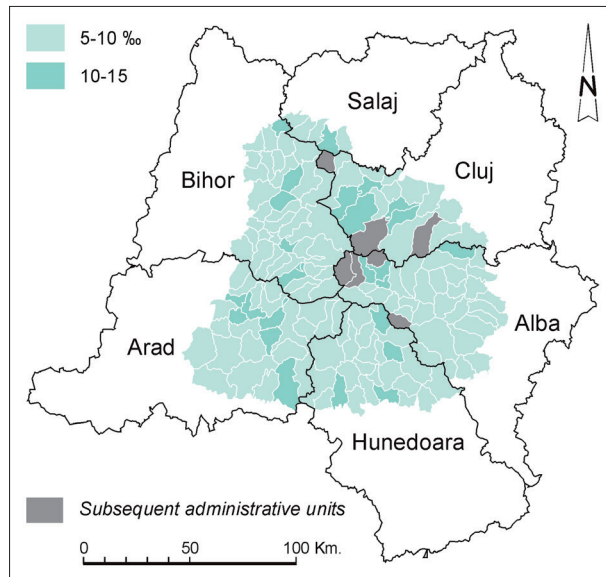 5-10 ‰
10-15
N
Salaj
Cluj
Bihor
Alba
Arad
Hunedoara
Subsequent administrative units
0 50 100 Km.